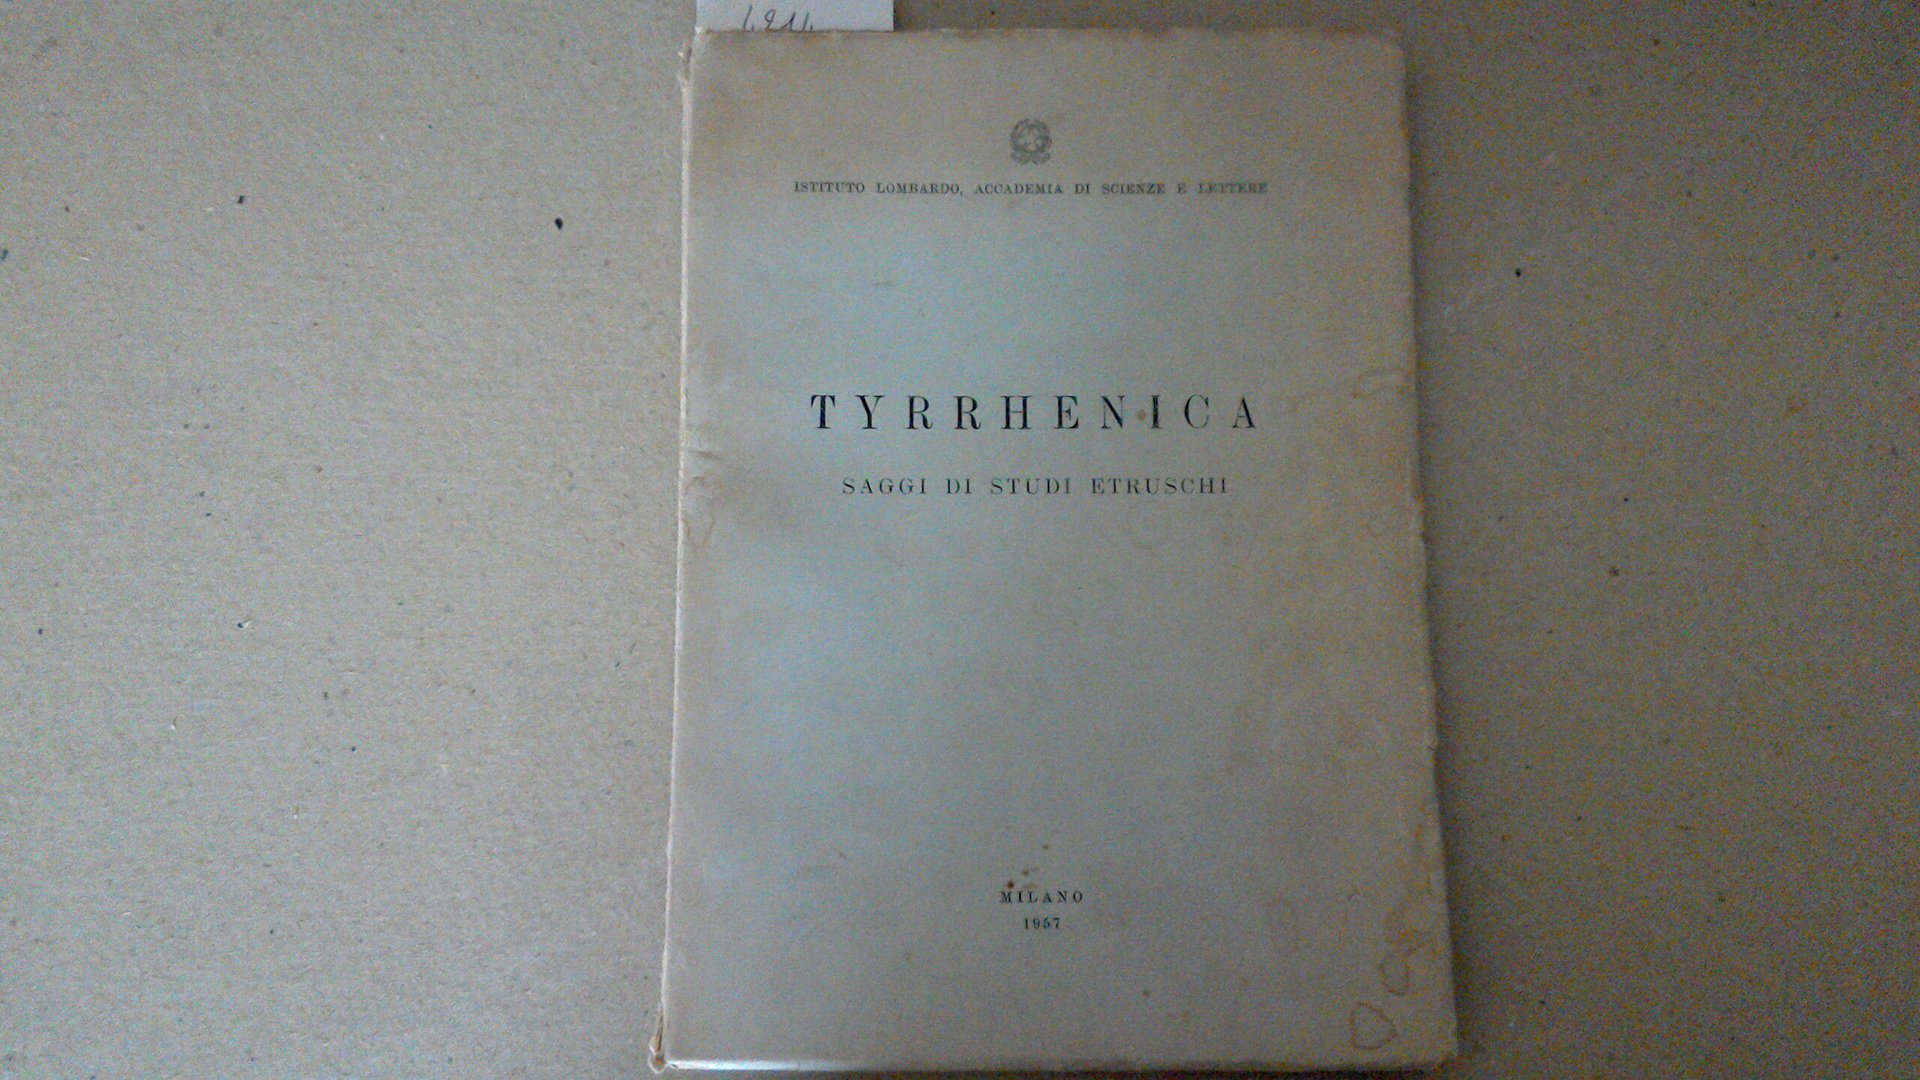 ISTITUTO LOMBARDO, ACCADEMIA DI SCIENZE E LETTERE
TYRRHENICA
SAGGI DI STUDI ETRUSCHI
MILANO
1957